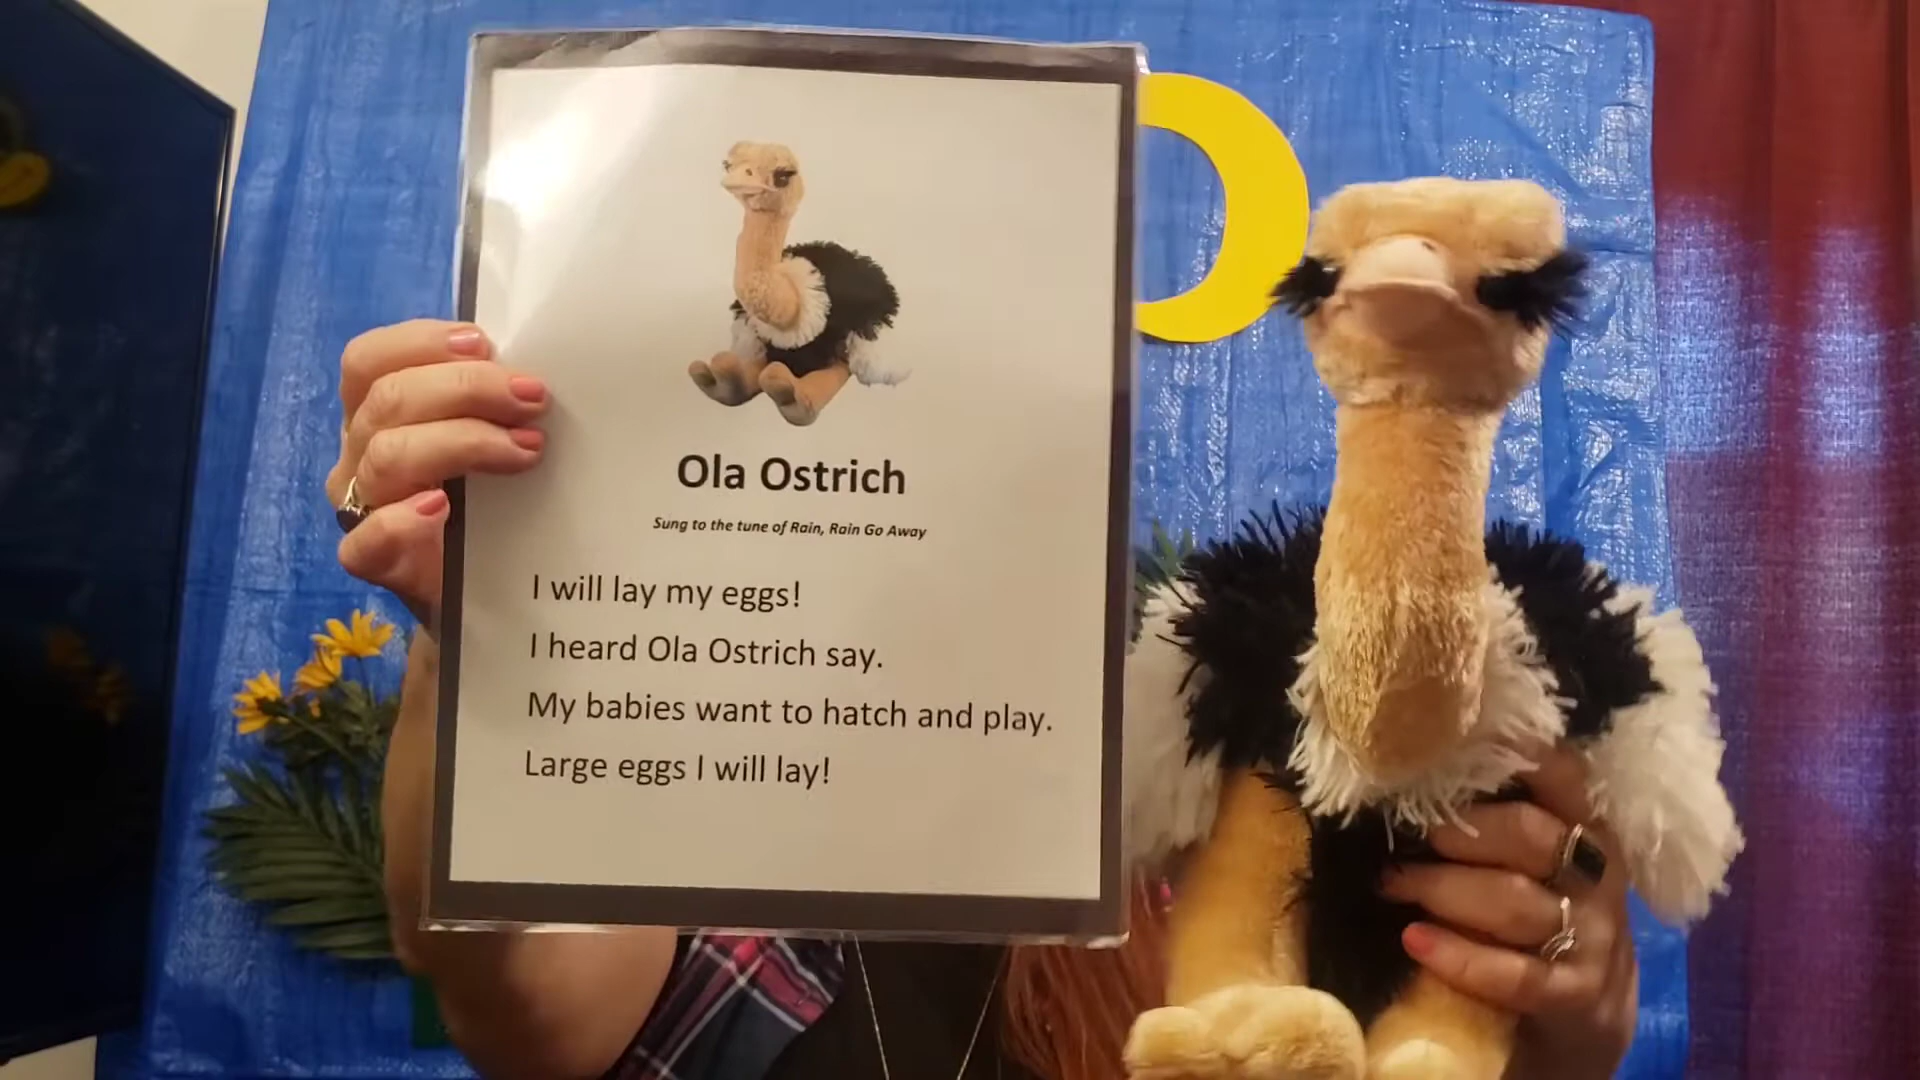 Ola Ostrich
Sung to the tune of Rain, Rain Go Away
I will lay my eggs!
I heard Ola Ostrich say.
My babies want to hatch and play.
Large eggs I will lay!